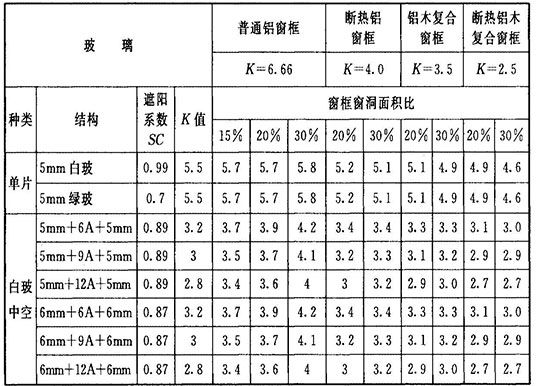 玻 璃 普通铝窗框 断热铝窗框 铝木复合窗框 断热铝木复合窗框
K=6.66 K=4.0 K=3.5 K=2.5
种类 结构 遮阳系数SC K值 窗框窗洞面积比
15% 20% 30% 20% 30% 20% 30% 20% 30%
单片 5mm白玻 0.99 5.5 5.7 5.7 5.8 5.2 5.1 5.1 4.9 4.9 4.6
5mm绿玻 0.7 5.5 5.7 5.7 5.8 5.2 5.1 5.1 4.9 4.9 4.6
白玻中空 5mm+6A+5mm 0.89 3.2 3.7 3.9 4.2 3.4 3.4 3.3 3.3 3.1 3.0
5mm+9A+5mm 0.89 3 3.5 3.7 4.1 3.2 3.3 3.1 3.2 2.9 2.9
5mm+12A+5mm 0.89 2.8 3.4 3.6 4 3 3.2 2.9 3.0 2.7 2.7
6mm+6A+6mm 0.87 3.2 3.7 3.9 4.2 3.4 3.4 3.3 3.3 3.1 3.0
6mm+9A+6mm 0.87 3 3.5 3.7 4.1 3.2 3.3 3.1 3.2 2.9 2.9
6mm+12A+6mm 0.87 2.8 3.4 3.6 4 3 3.2 2.9 3.0 2.7 2.7